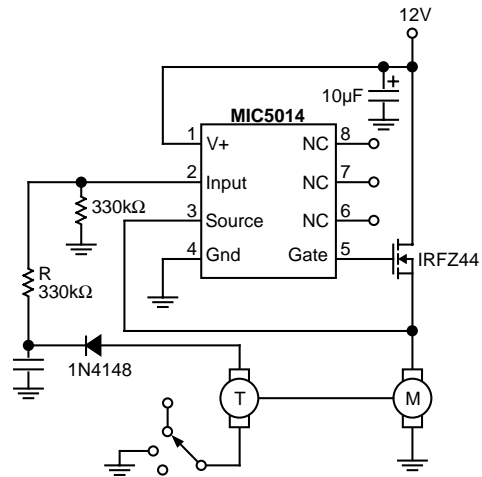 12V
10µF
+
MIC5014
1 V+ NC 8
2 Input NC 7
330kΩ
3 Source NC 6
4 Gnd Gate 5
IRFZ44
R
330kΩ
1N4148
T
M